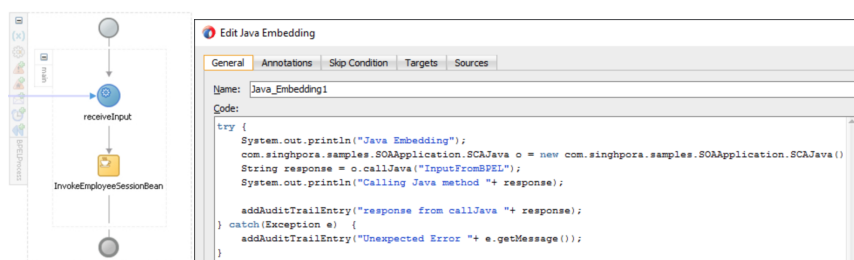 main
BPELProcess
receiveInput
InvokeEmployeeSessionBean
Edit Java Embedding
General Annotations Skip Condition Targets Sources
Name: Java_Embedding1
Code:
try {
System.out.println("Java Embedding");
com.singhpora.samples.SOAApplication.SCAJava o = new com.singhpora.samples.SOAApplication.SCAJava()
String response = o.callJava("InputFromBPEL");
System.out.println("Calling Java method "+ response);
addAuditTrailEntry("response from callJava "+ response);
} catch(Exception e) {
addAuditTrailEntry("Unexpected Error "+ e.getMessage());
}